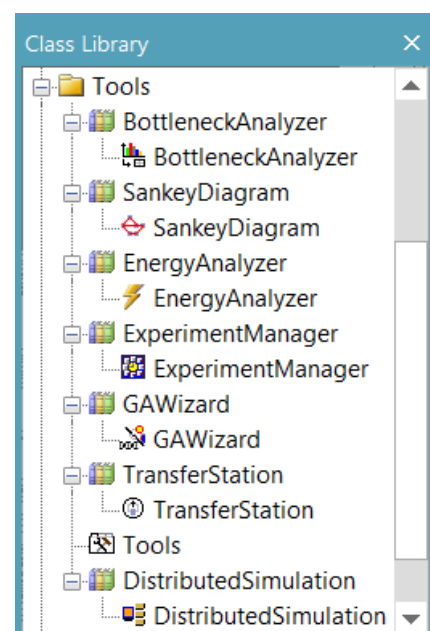 Class Library
Tools
BottleneckAnalyzer
BottleneckAnalyzer
SankeyDiagram
SankeyDiagram
EnergyAnalyzer
EnergyAnalyzer
ExperimentManager
ExperimentManager
GAWizard
GAWizard
TransferStation
TransferStation
Tools
DistributedSimulation
DistributedSimulation